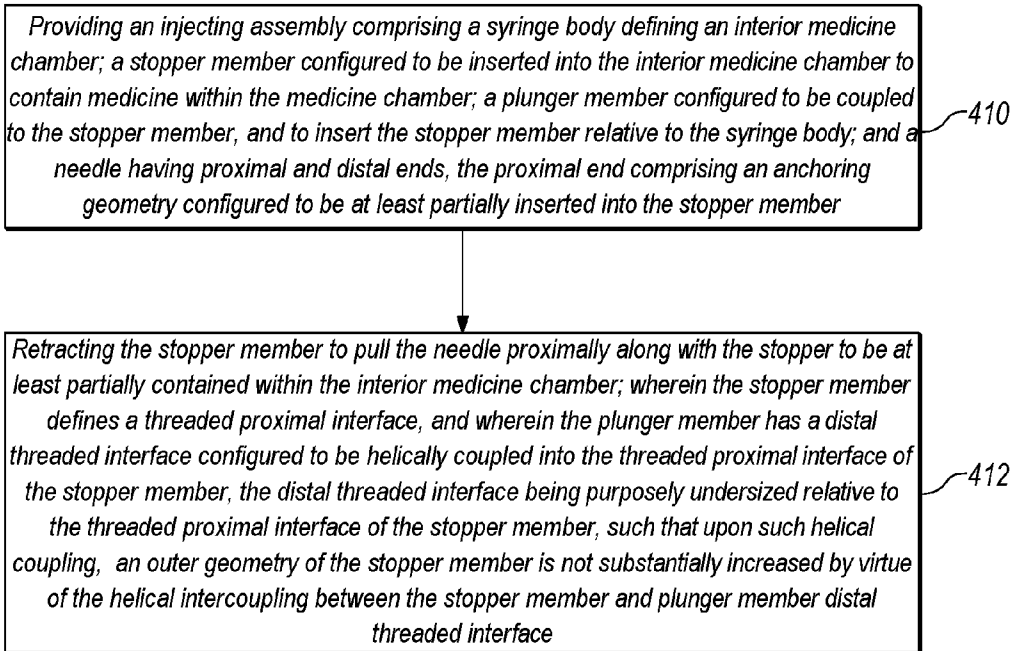 Providing an injecting assembly comprising a syringe body defining an interior medicine
chamber; a stopper member configured to be inserted into the interior medicine chamber to
contain medicine within the medicine chamber; a plunger member configured to be coupled
to the stopper member, and to insert the stopper member relative to the syringe body; and a
needle having proximal and distal ends, the proximal end comprising an anchoring
geometry configured to be at least partially inserted into the stopper member
410
Retracting the stopper member to pull the needle proximally along with the stopper to be at
least partially contained within the interior medicine chamber; wherein the stopper member
defines a threaded proximal interface, and wherein the plunger member has a distal
threaded interface configured to be helically coupled into the threaded proximal interface of
the stopper member, the distal threaded interface being purposely undersized relative to
the threaded proximal interface of the stopper member, such that upon such helical
coupling, an outer geometry of the stopper member is not substantially increased by virtue
of the helical intercoupling between the stopper member and plunger member distal
threaded interface
412